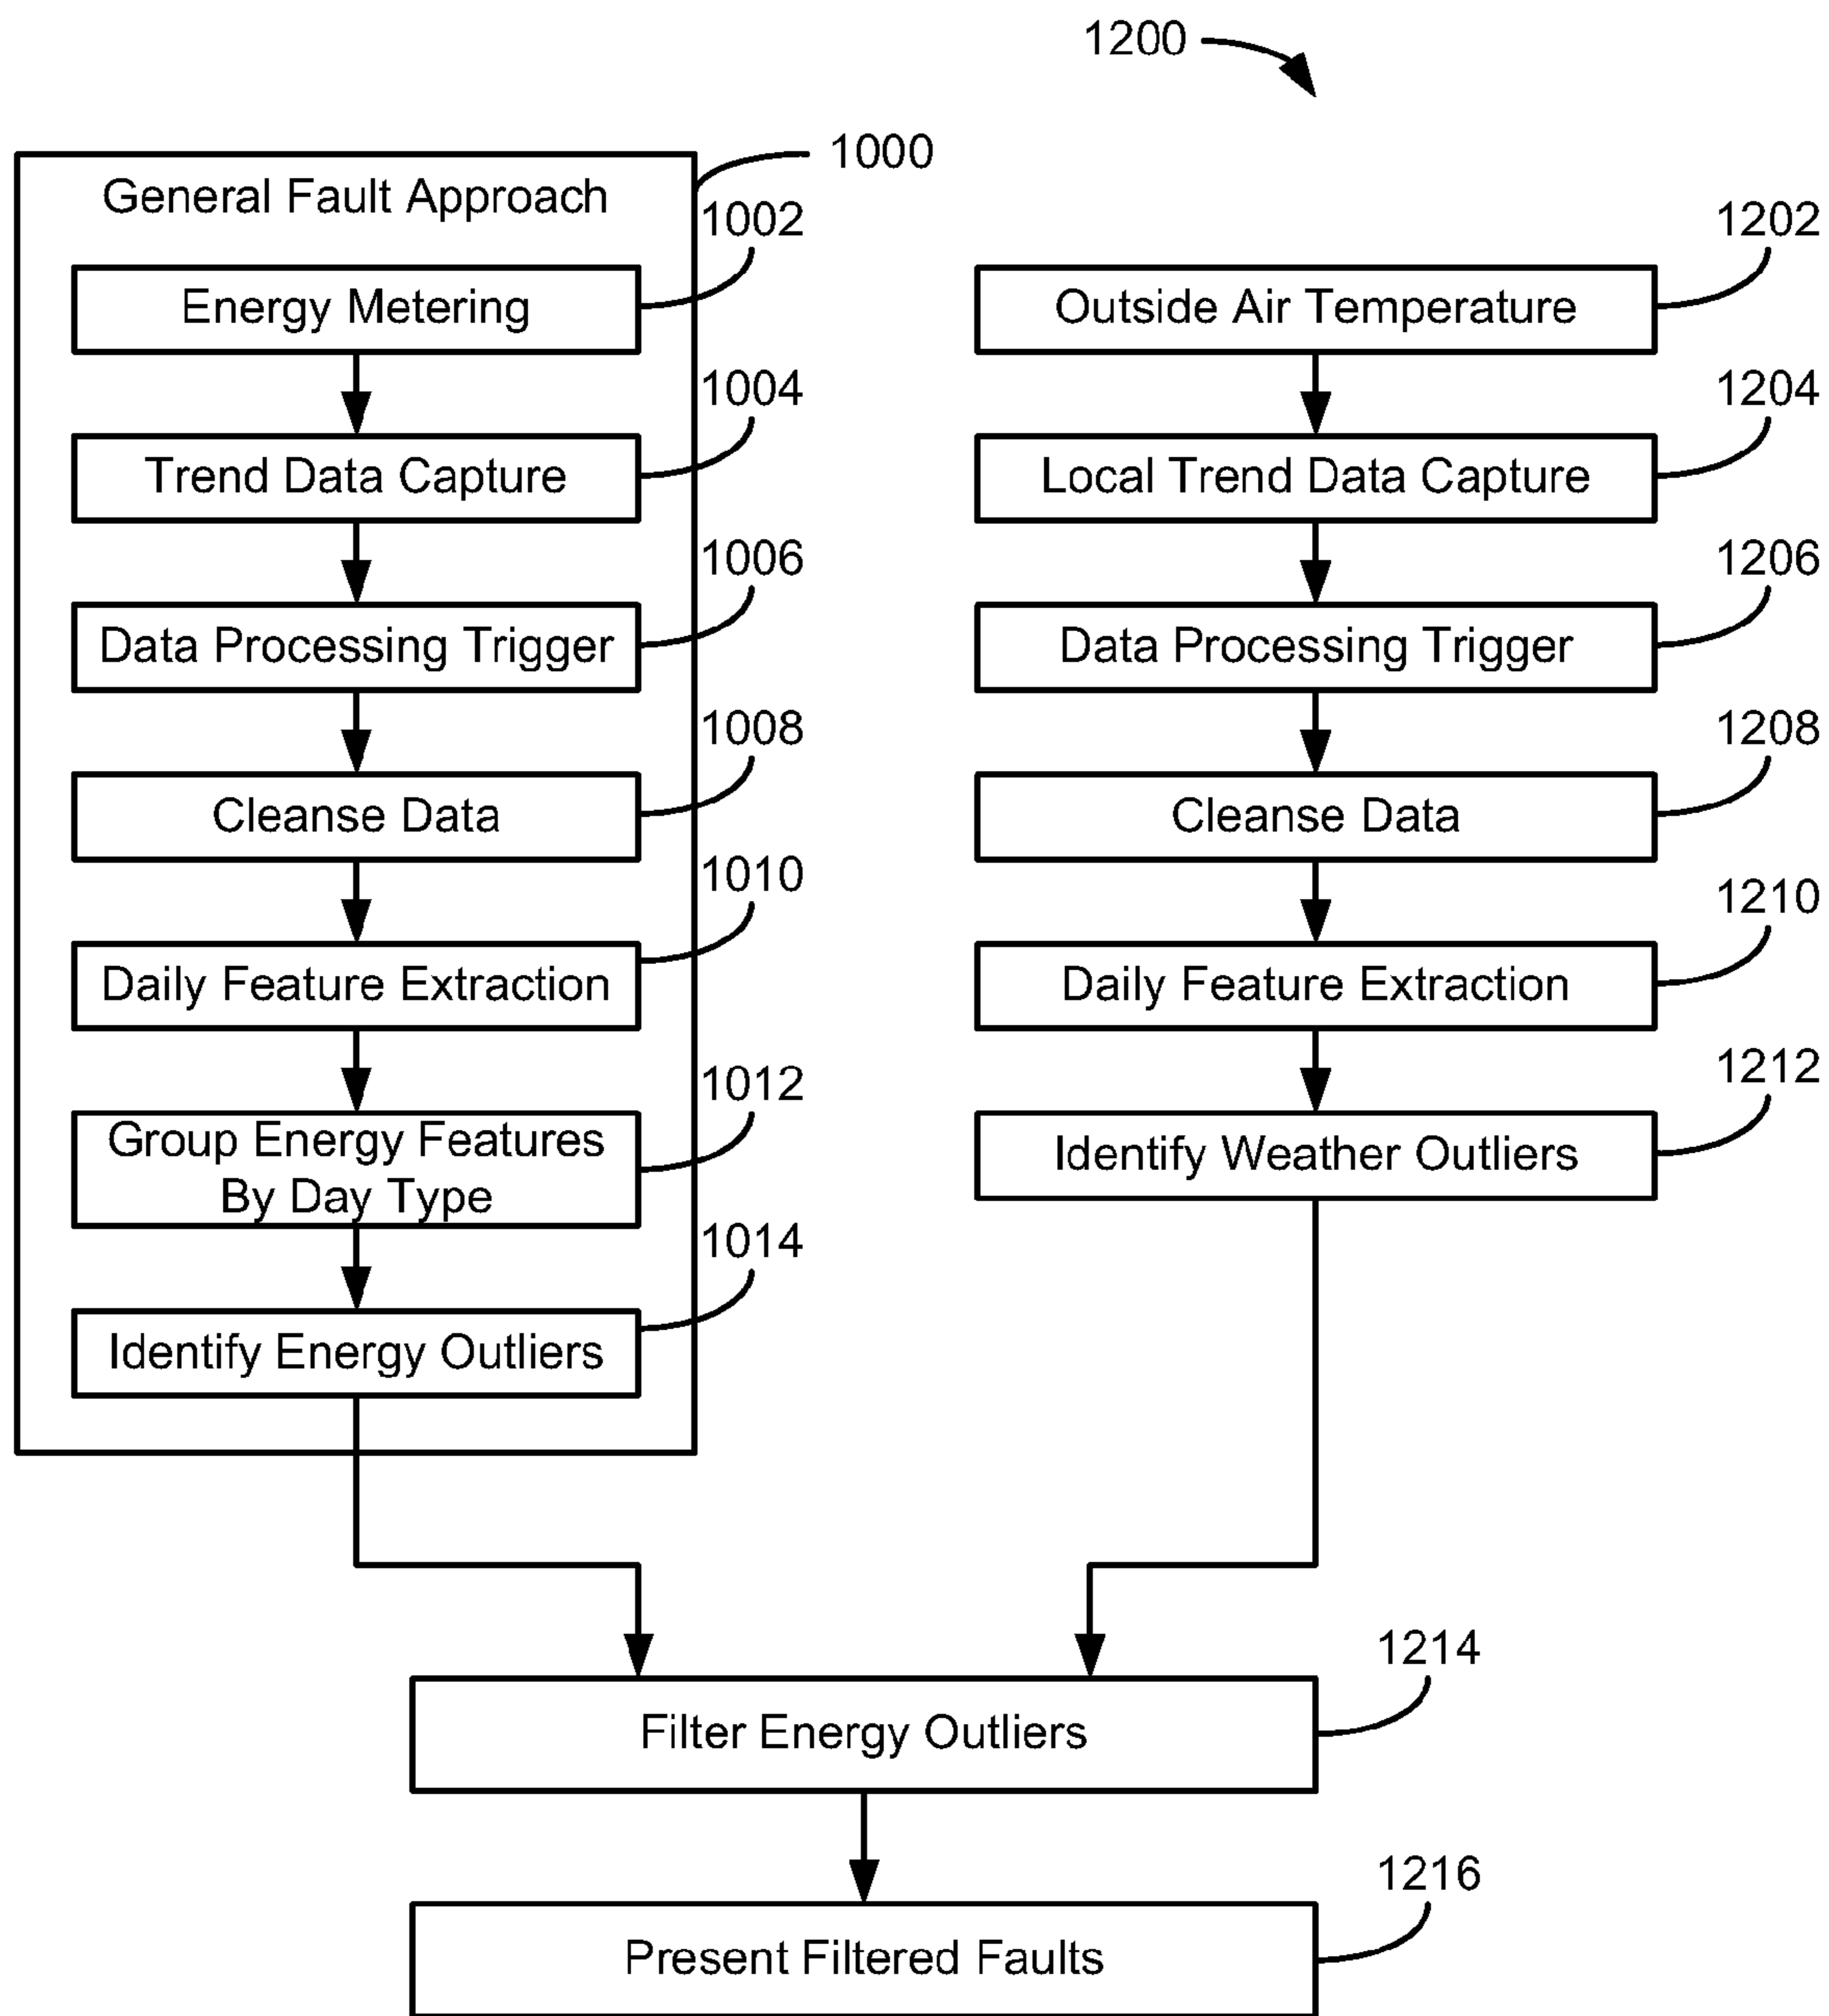 1200
1000
General Fault Approach
1002
1202
Energy Metering
Outside Air Temperature
1004
1204
Trend Data Capture
Local Trend Data Capture
1006
1206
Data Processing Trigger
Data Processing Trigger
1008
1208
Cleanse Data
Cleanse Data
1010
1210
Daily Feature Extraction
Daily Feature Extraction
1012
1212
Group Energy Features
By Day Type
Identify Weather Outliers
1014
Identify Energy Outliers
1214
Filter Energy Outliers
1216
Present Filtered Faults